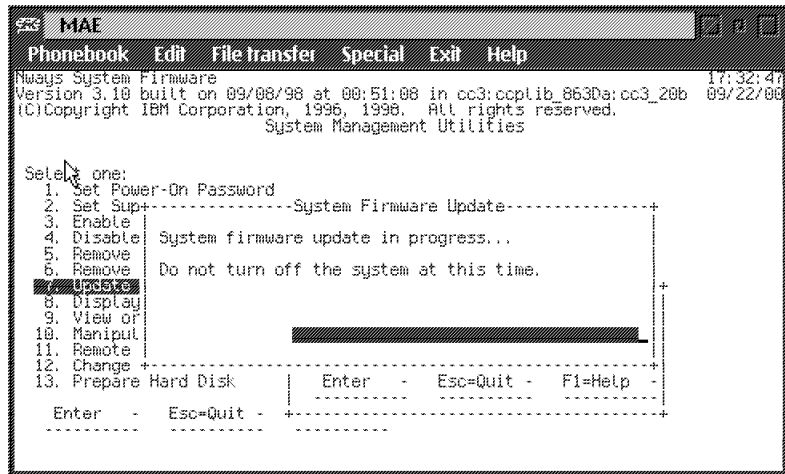 MAE
Phonebook Edit File transfer Special Exit Help
Nways System Firmware 17:32:47
Version 3.10 built on 09/08/98 at 00:51:08 in cc3:ccplib_863Da:cc3_20b 09/22/00
(C)Copyright IBM Corporation, 1996, 1998. All rights reserved.
System Management Utilities
Select one:
1. Set Power-On Password
2. Set Sup+---------------System Firmware Update---------------+
3. Enable
4. Disable System firmware update in progress...
5. Remove
6. Remove Do not turn off the system at this time.
7. Update
8. Display
9. View or
10. Manipul
11. Remote
12. Change
13. Prepare Hard Disk Enter - Esc=Quit - F1=Help -
Enter - Esc=Quit -